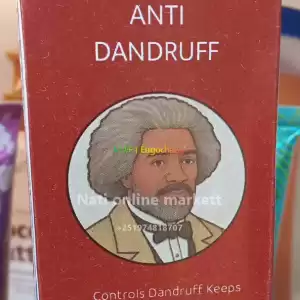 ANTI
DANDRUFF
Nati online markett
+251974818707
Controls Dandruff Keeps